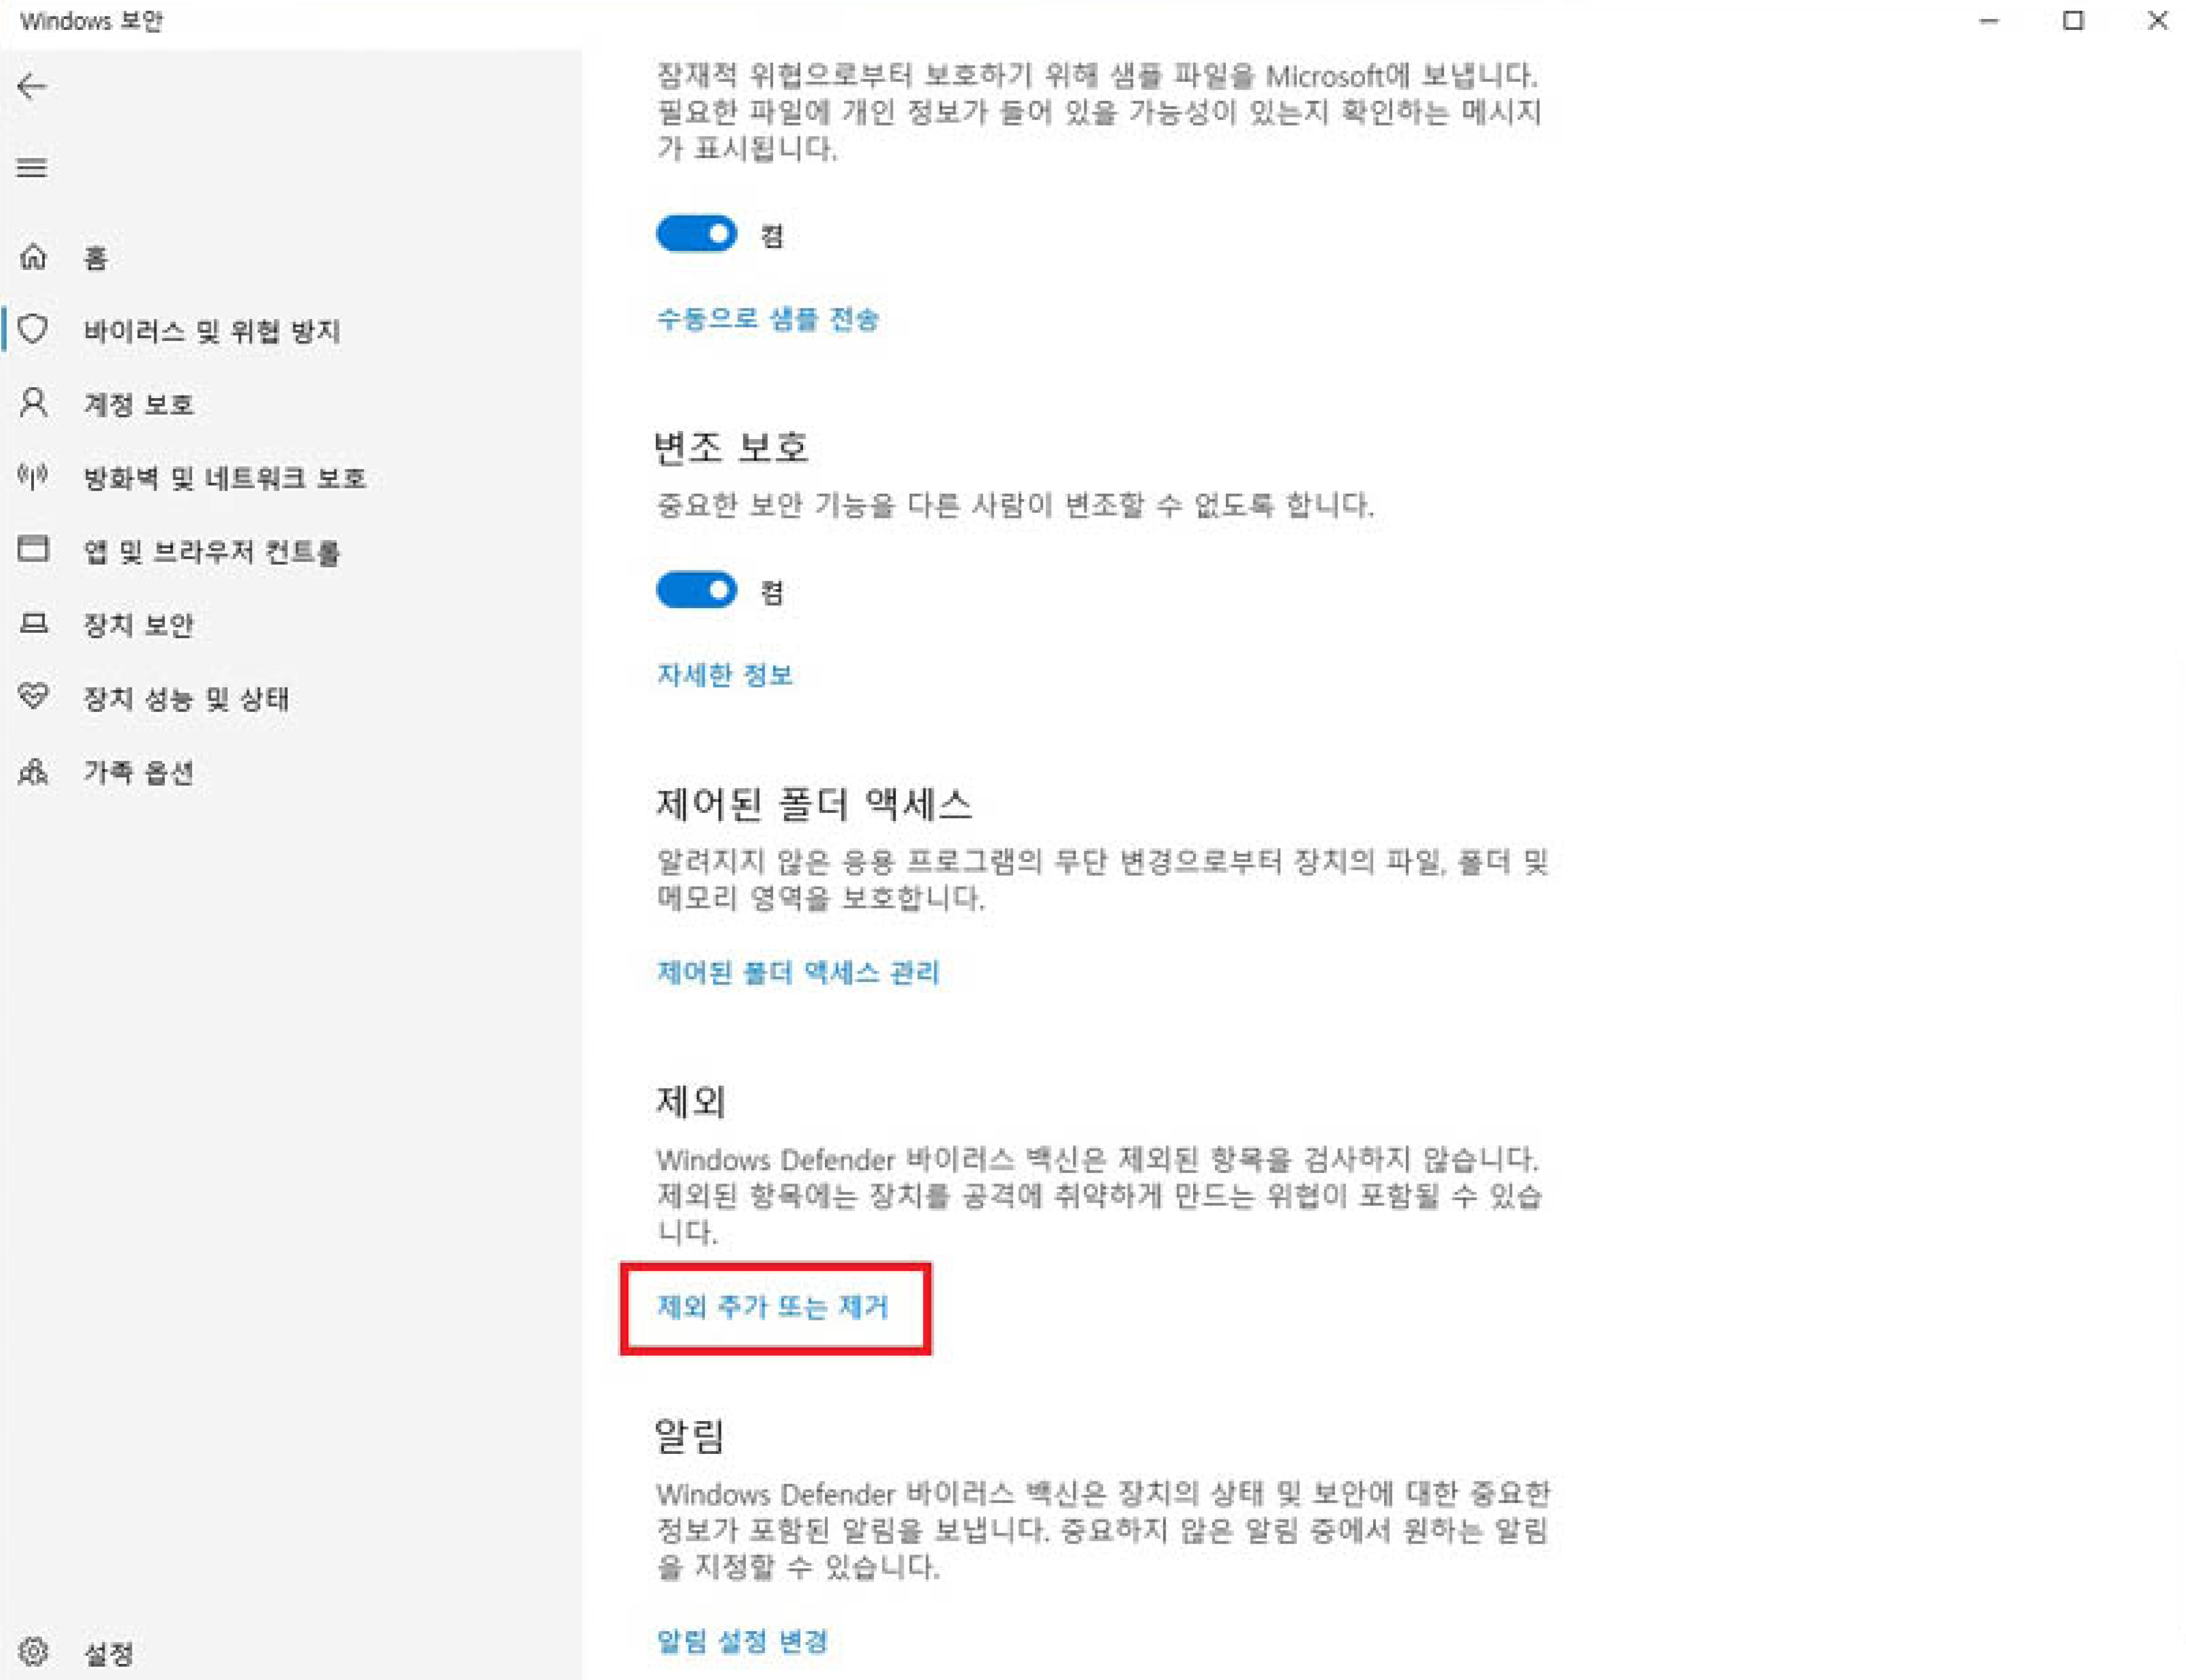 Windows 보안
홈
바이러스 및 위협 방지
계정 보호
방화벽 및 네트워크 보호
앱 및 브라우저 컨트롤
장치 보안
장치 성능 및 상태
가족 옵션
설정
잠재적 위협으로부터 보호하기 위해 샘플 파일을 Microsoft에 보냅니다.
필요한 파일에 개인 정보가 들어 있을 가능성이 있는지 확인하는 메시지
가 표시됩니다.
켬
수동으로 샘플 전송
변조 보호
중요한 보안 기능을 다른 사람이 변조할 수 없도록 합니다.
켬
자세한 정보
제어된 폴더 액세스
알려지지 않은 응용 프로그램의 무단 변경으로부터 장치의 파일, 폴더 및
메모리 영역을 보호합니다.
제어된 폴더 액세스 관리
제외
Windows Defender 바이러스 백신은 제외된 항목을 검사하지 않습니다.
제외된 항목에는 장치를 공격에 취약하게 만드는 위협이 포함될 수 있습
니다.
제외 추가 또는 제거
알림
Windows Defender 바이러스 백신은 장치의 상태 및 보안에 대한 중요한
정보가 포함된 알림을 보냅니다. 중요하지 않은 알림 중에서 원하는 알림
을 지정할 수 있습니다.
알림 설정 변경